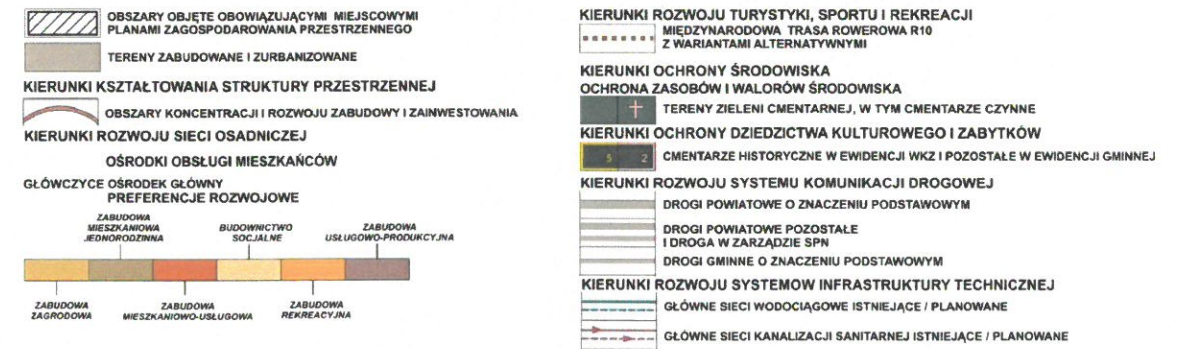 OBSZARY OBJĘTE OBOWIĄZUJĄCYMI MIEJSCOWYMI
PLANAMI ZAGOSPODAROWANIA PRZESTRZENNEGO
TERENY ZABUDOWANE I ZURBANIZOWANE
KIERUNKI KSZTAŁTOWANIA STRUKTURY PRZESTRZENNEJ
OBSZARY KONCENTRACJI I ROZWOJU ZABUDOWY I ZAINWESTOWANIA
KIERUNKI ROZWOJU SIECI OSADNICZEJ
OŚRODKI OBSŁUGI MIESZKAŃCÓW
GŁÓWCZYCE OŚRODEK GŁÓWNY
PREFERENCJE ROZWOJOWE
ZABUDOWA
MIESZKANIOWA
JEDNORODZINNA
BUDOWNICTWO
SOCJALNE
ZABUDOWA
USŁUGOWO-PRODUKCYJNA
ZABUDOWA
ZAGRODOWA
ZABUDOWA
MIESZKANIOWO-USŁUGOWA
ZABUDOWA
REKREACYJNA
KIERUNKI ROZWOJU TURYSTYKI, SPORTU I REKREACJI
MIĘDZYNARODOWA TRASA ROWEROWA R10
Z WARIANTAMI ALTERNATYWNYMI
KIERUNKI OCHRONY ŚRODOWISKA
OCHRONA ZASOBÓW I WALORÓW ŚRODOWISKA
TERENY ZIELENI CMENTARNEJ, W TYM CMENTARZE CZYNNE
KIERUNKI OCHRONY DZIEDZICTWA KULTUROWEGO I ZABYTKÓW
5 2 CMENTARZE HISTORYCZNE W EWIDENCJI WKZ I POZOSTAŁE W EWIDENCJI GMINNEJ
KIERUNKI ROZWOJU SYSTEMU KOMUNIKACJI DROGOWEJ
DROGI POWIATOWE O ZNACZENIU PODSTAWOWYM
DROGI POWIATOWE POZOSTAŁE
I DROGA W ZARZĄDZIE SPN
DROGI GMINNE O ZNACZENIU PODSTAWOWYM
KIERUNKI ROZWOJU SYSTEMOW INFRASTRUKTURY TECHNICZNEJ
GŁÓWNE SIECI WODOCIĄGOWE ISTNIEJĄCE / PLANOWANE
GŁÓWNE SIECI KANALIZACJI SANITARNEJ ISTNIEJĄCE / PLANOWANE